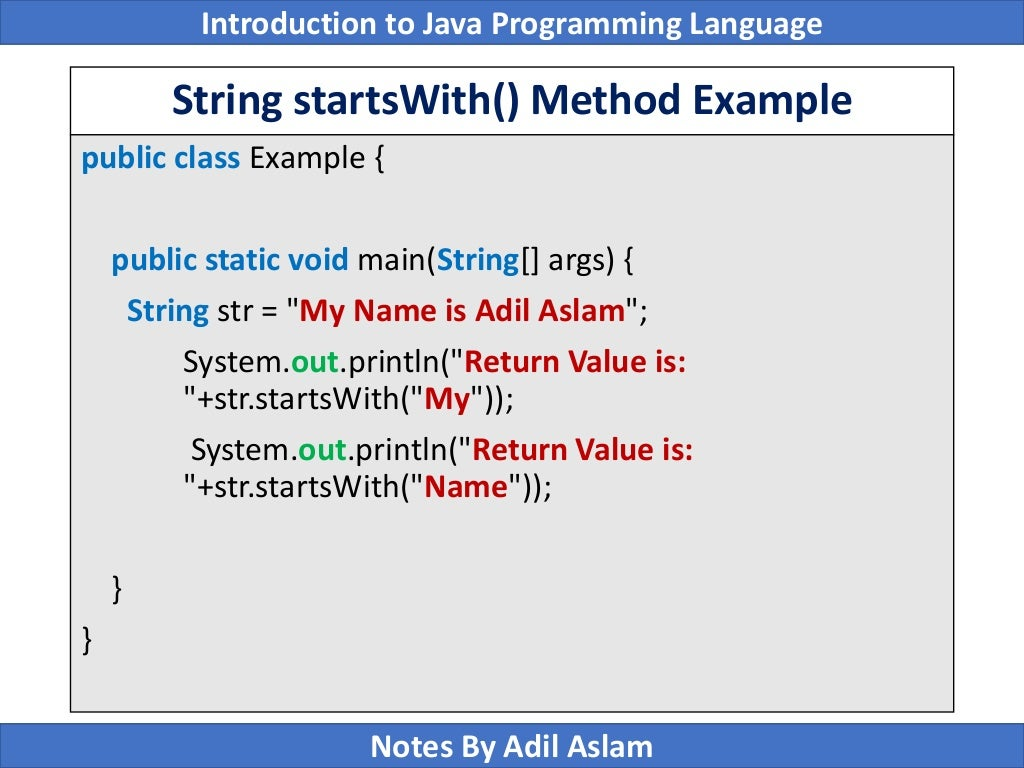 Introduction to Java Programming Language
String startsWith() Method Example
public class Example {
public static void main(String[] args) {
String str = "My Name is Adil Aslam";
System.out.println("Return Value is:
"+str.startsWith("My"));
System.out.println("Return Value is:
"+str.startsWith("Name"));
}
}
Notes By Adil Aslam